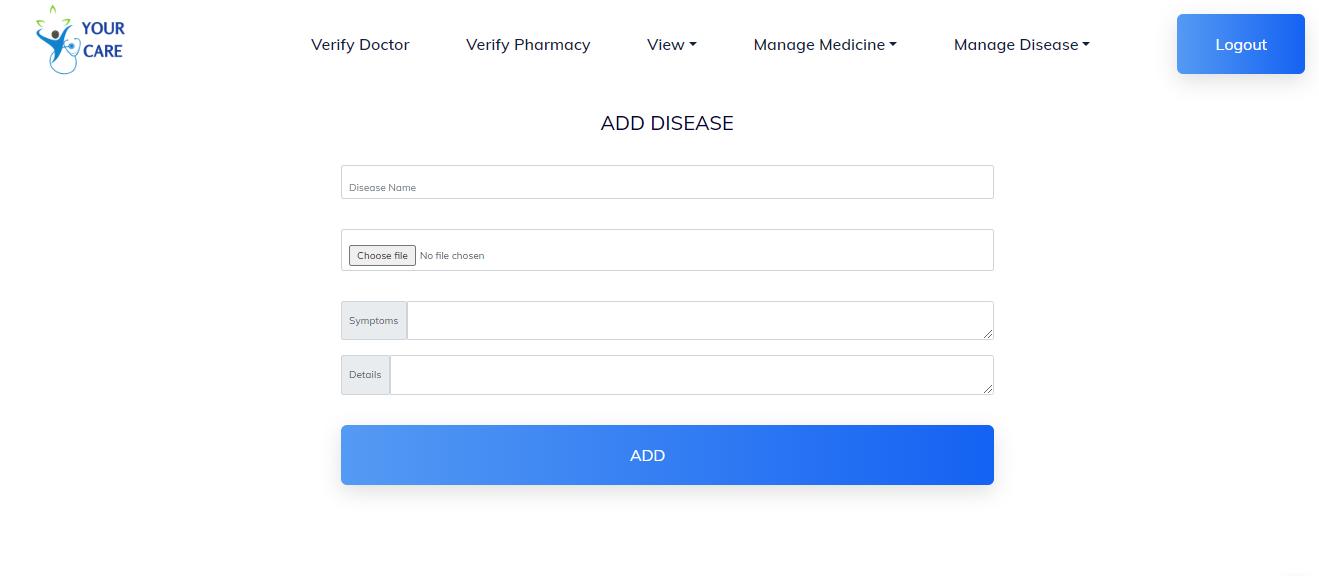 YOUR
CARE
Verify Doctor Verify Pharmacy View Manage Medicine Manage Disease Logout
ADD DISEASE
Disease Name
Choose file No file chosen
Symptoms
Details
ADD